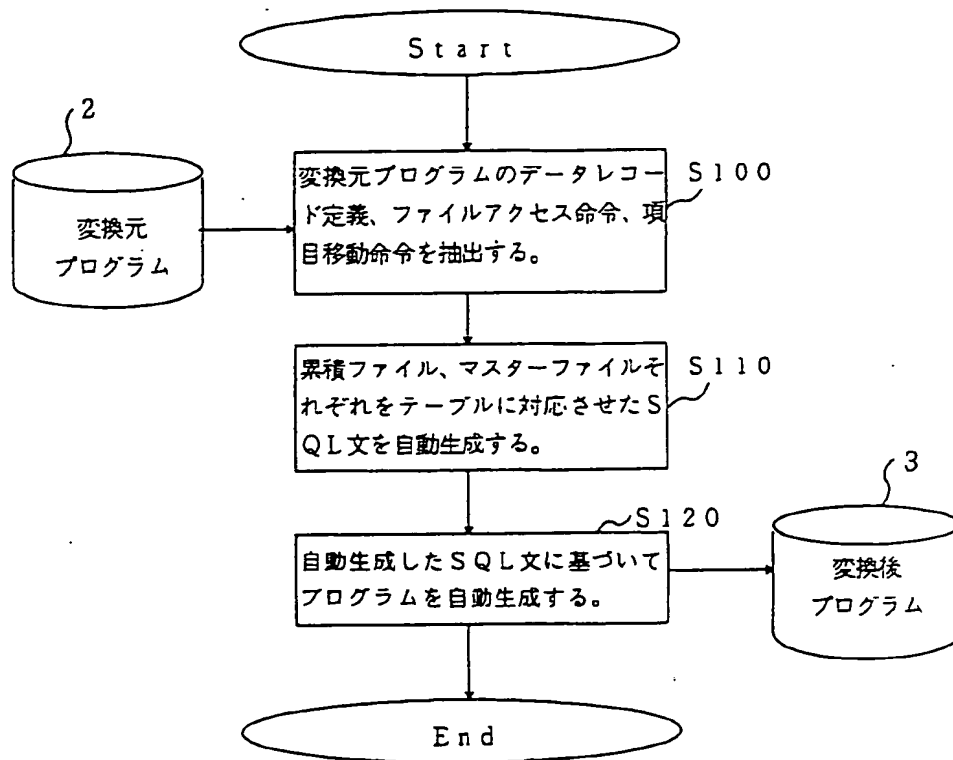 Start
2
変換元
プログラム
変換元プログラムのデータレコー
ド定義、ファイルアクセス命令、項
目移動命令を抽出する。
S100
累積ファイル、マスターファイルそ
れぞれをテーブルに対応させたS
QL文を自動生成する。
S110
S120
自動生成したSQL文に基づいて
プログラムを自動生成する。
3
変換後
プログラム
End